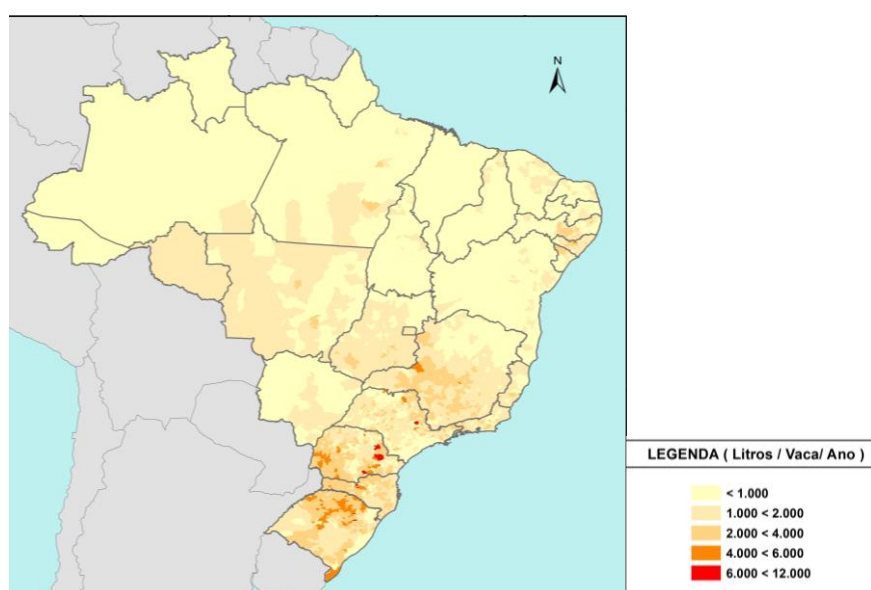 N
LEGENDA ( Litros / Vaca/ Ano )
< 1.000
1.000 < 2.000
2.000 < 4.000
4.000 < 6.000
6.000 < 12.000